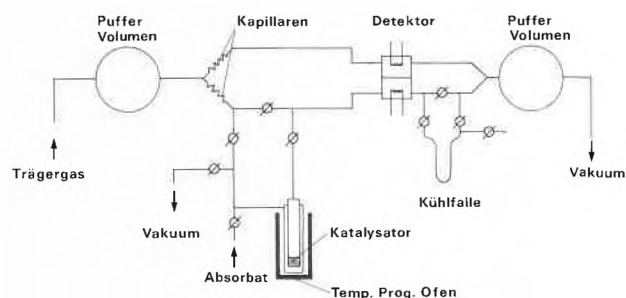 Puffer
Volumen
Kapillaren
Detektor
Puffer
Volumen
Trägergas
Vakuum
Absorbat
Katalysator
Temp. Prog. Ofen
Kühlfalle
Vakuum